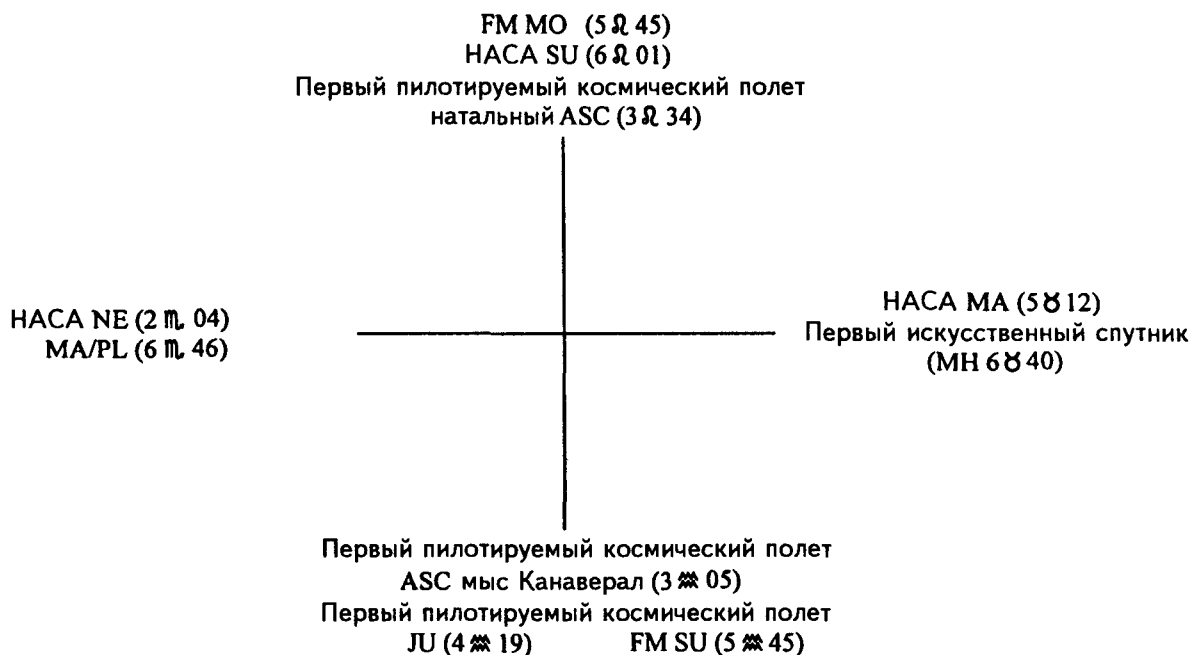 FM MO (5 ♌ 45)
НАСА SU (6 ♌ 01)
Первый пилотируемый космический полет
натальный ASC (3 ♌ 34)
НАСА NE (2 ♏ 04)
MA/PL (6 ♏ 46)
НАСА MA (5 ♉ 12)
Первый искусственный спутник
(МН 6 ♉ 40)
Первый пилотируемый космический полет
ASC мыс Канаверал (3 ♒ 05)
Первый пилотируемый космический полет
JU (4 ♒ 19) FM SU (5 ♒ 45)